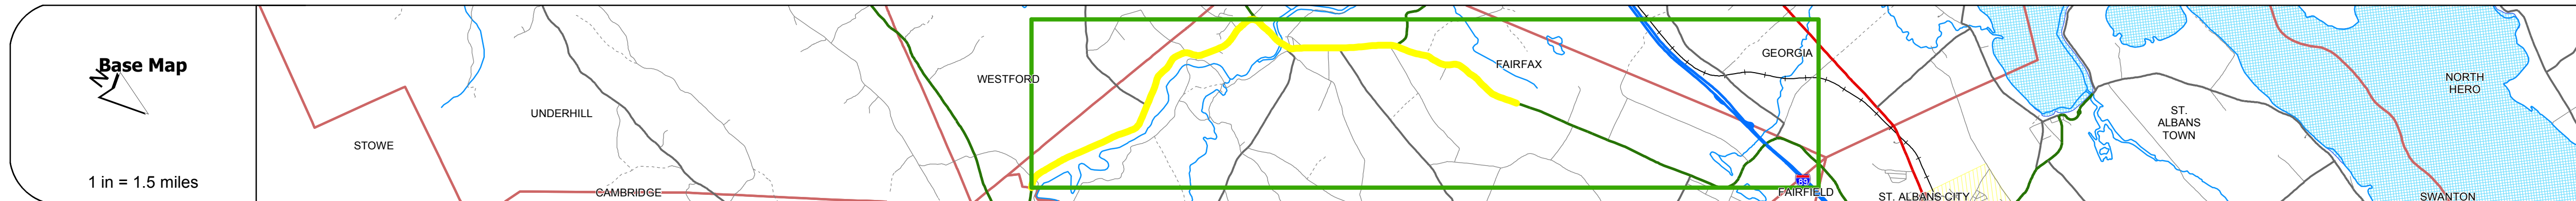 Base Map
N
1 in = 1.5 miles
STOWE
UNDERHILL
CAMBRIDGE
WESTFORD
FAIRFAX
GEORGIA
89
FAIRFIELD
ST. ALBANS CITY
ST.
ALBANS
TOWN
NORTH
HERO
SWANTON